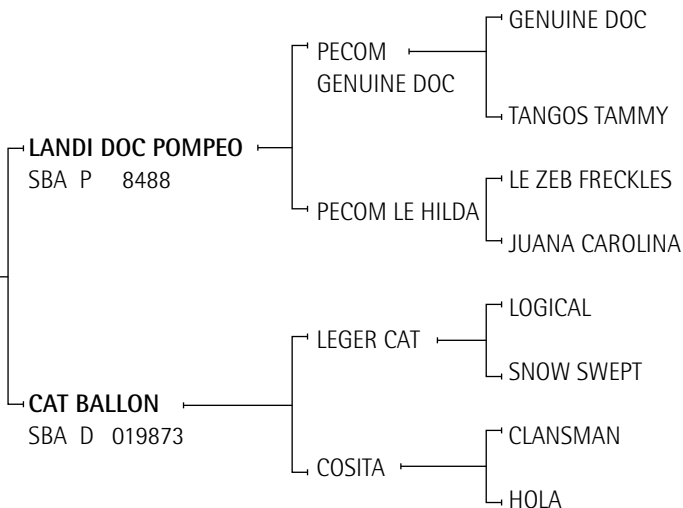 GENUINE DOC
PECOM
GENUINE DOC
TANGOS TAMMY
LANDI DOC POMPEO
SBA P 8488
LE ZEB FRECKLES
PECOM LE HILDA
JUANA CAROLINA
LOGICAL
LEGER CAT
SNOW SWEPT
CAT BALLON
SBA D 019873
CLANSMAN
COSITA
HOLA